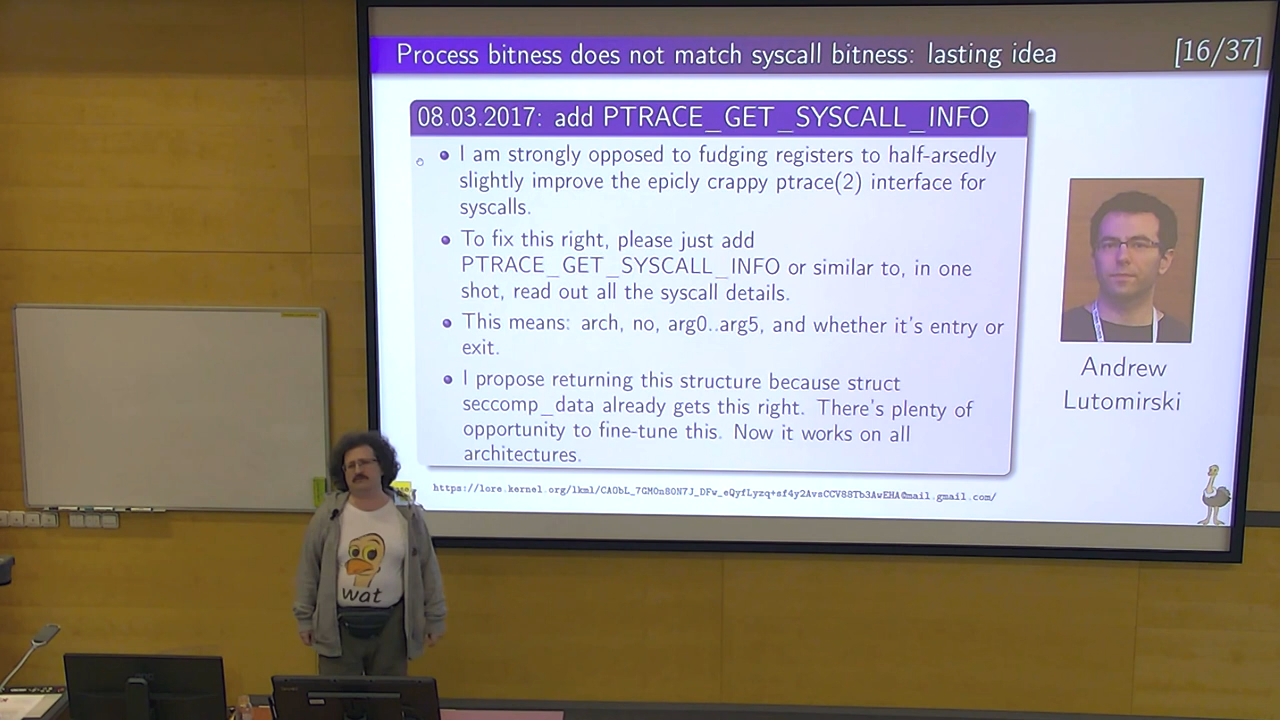 Process bitness does not match syscall bitness: lasting idea [16/37]
08.03.2017: add PTRACE_GET_SYSCALL_INFO
I am strongly opposed to fudging registers to half-arsedly
slightly improve the epicly crappy ptrace(2) interface for
syscalls.
To fix this right, please just add
PTRACE_GET_SYSCALL_INFO or similar to, in one
shot, read out all the syscall details.
This means: arch, no, arg0..arg5, and whether it's entry or
exit.
I propose returning this structure because struct
seccomp_data already gets this right. There's plenty of
opportunity to fine-tune this. Now it works on all
architectures.
Andrew
Lutomirski
wat